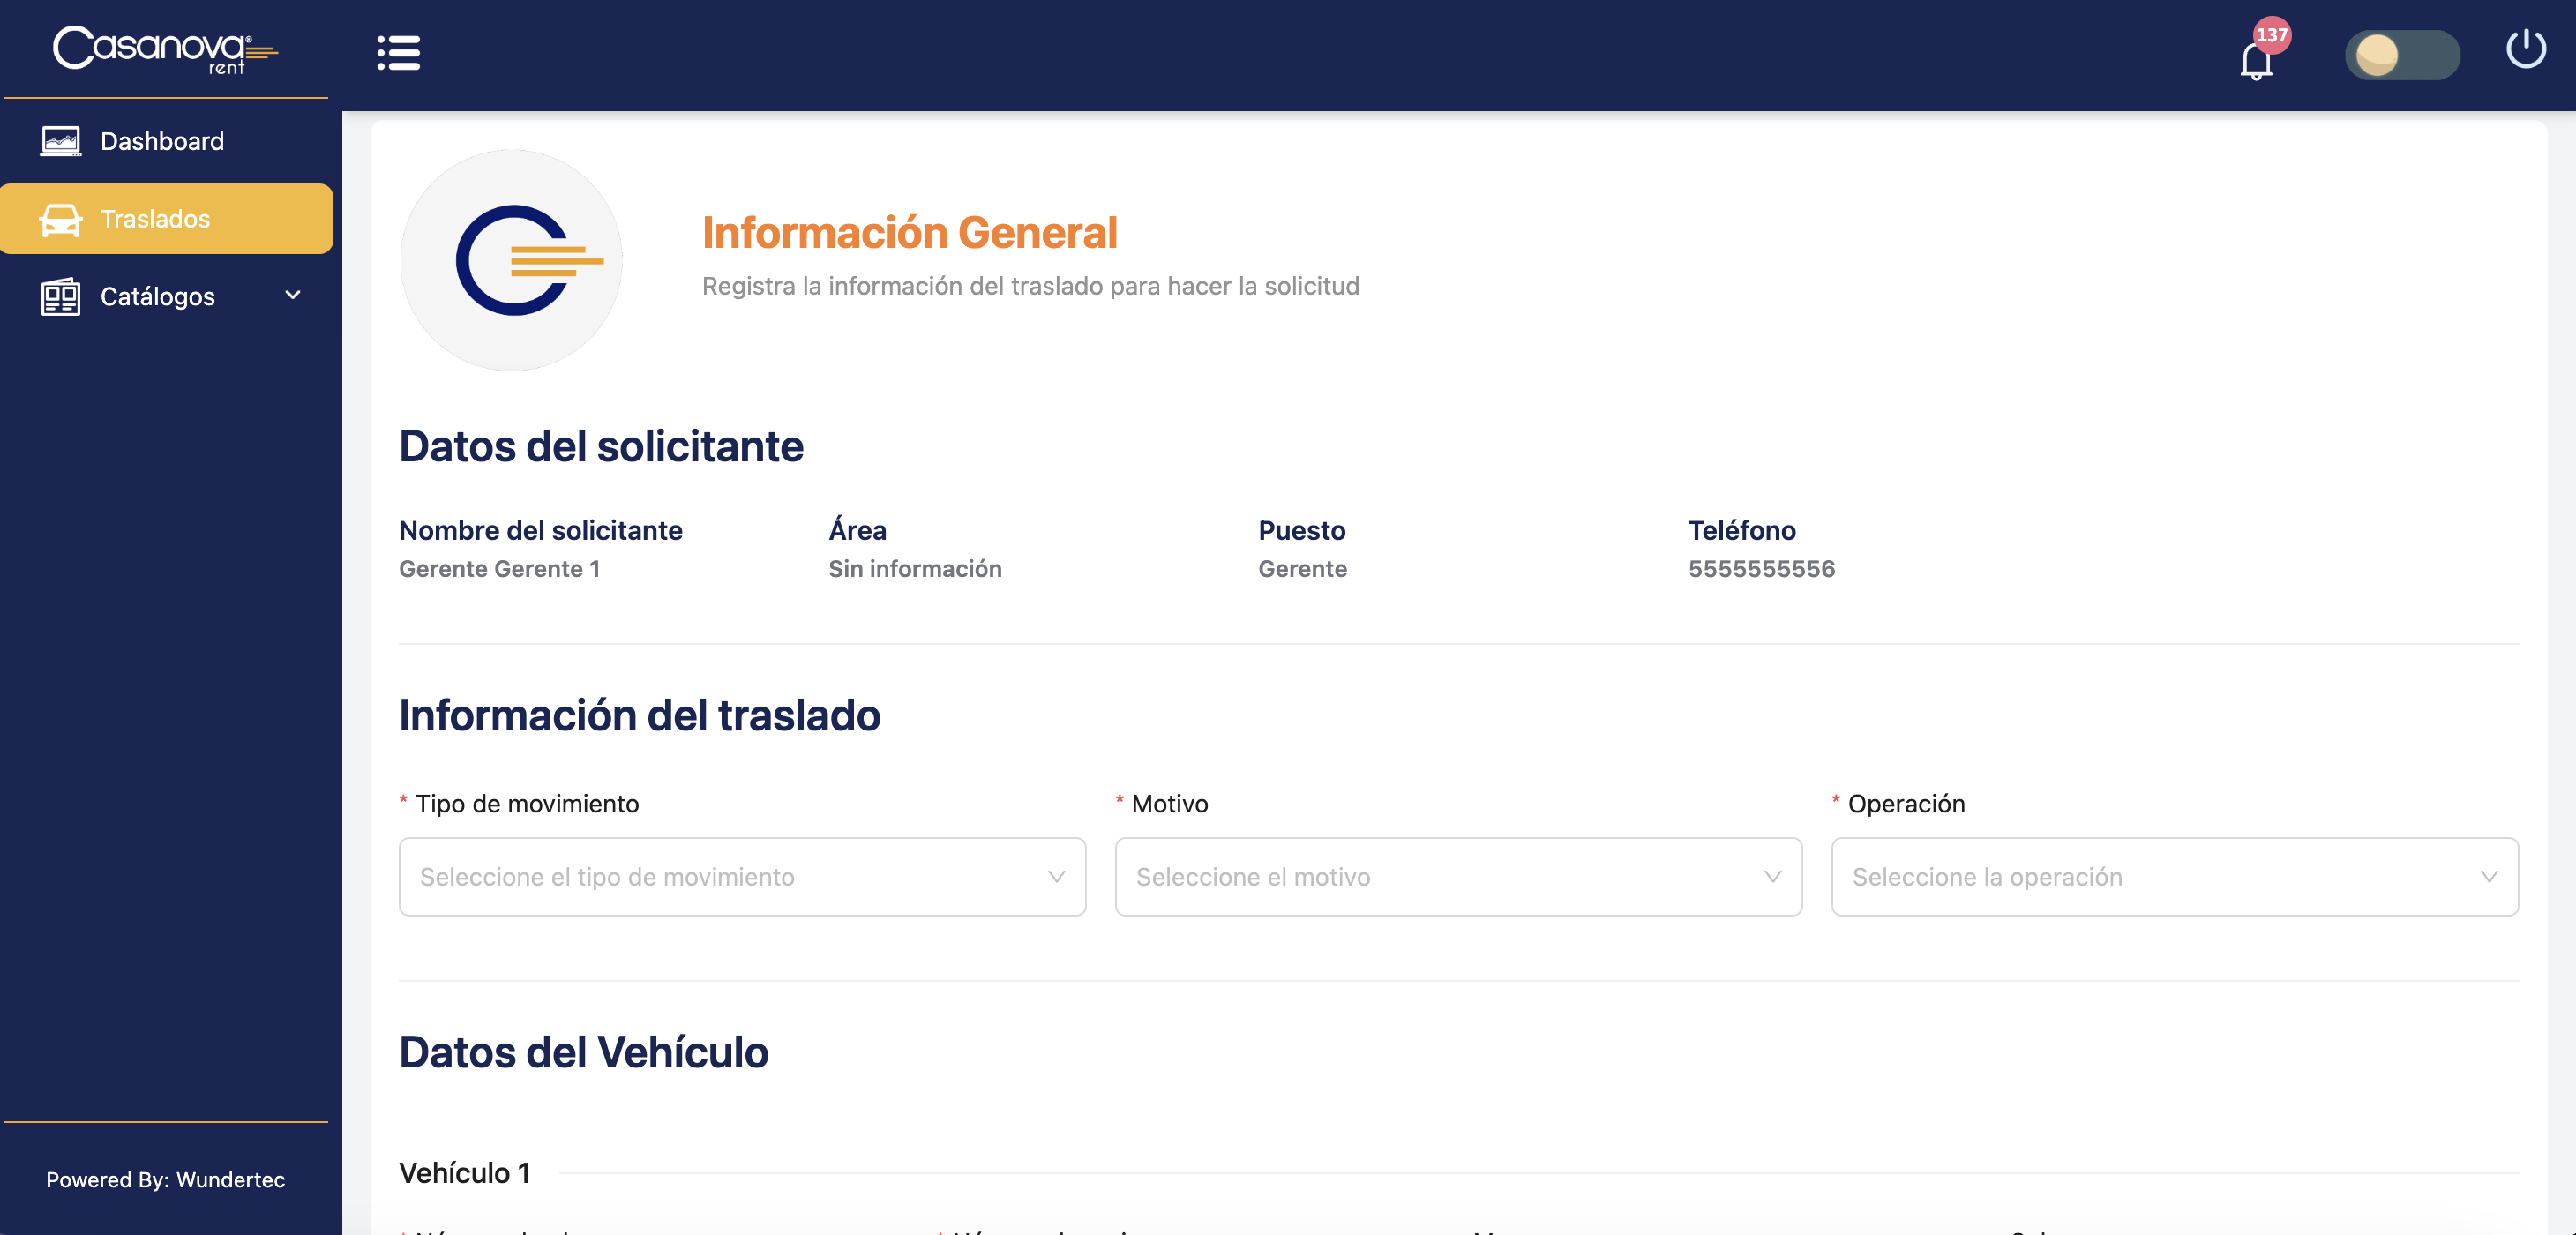 Casanova®
rent
137
Dashboard
Traslados
Catálogos
Información General
Registra la información del traslado para hacer la solicitud
Datos del solicitante
Nombre del solicitante Área Puesto Teléfono
Gerente Gerente 1 Sin información Gerente 5555555556
Información del traslado
* Tipo de movimiento * Motivo * Operación
Seleccione el tipo de movimiento Seleccione el motivo Seleccione la operación
Datos del Vehículo
Vehículo 1
Powered By: Wundertec